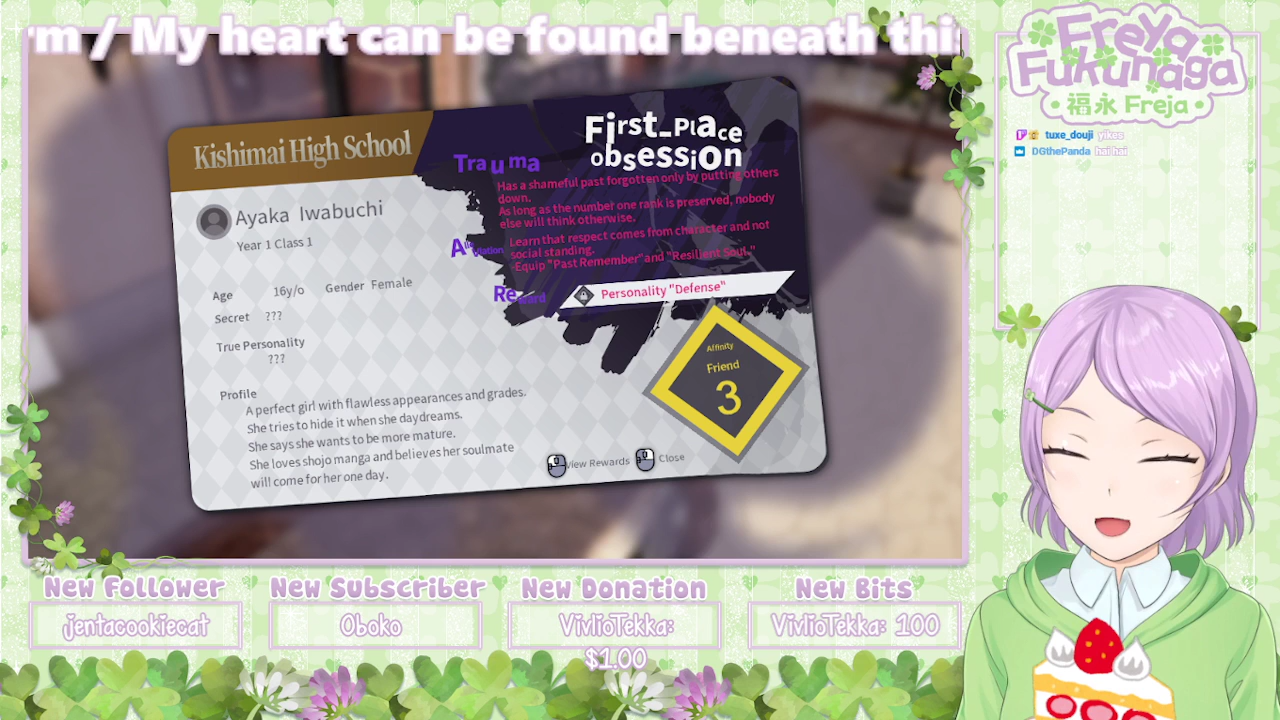 rm / My heart can be found beneath thi
Freya
Fukunaga
福永 Freja
tuxe_douji yikes
DGthePanda hai hai
Kishimai High School
Ayaka Iwabuchi
Year 1 Class 1
Age 16y/o Gender Female
Secret ???
True Personality
???
Profile
A perfect girl with flawless appearances and grades.
She tries to hide it when she daydreams.
She says she wants to be more mature.
She loves shojo manga and believes her soulmate
will come for her one day.
First_Place
obsession
Trauma
Has a shameful past forgotten only by putting others
down.
As long as the number one rank is preserved, nobody
else will think otherwise.
Alleviation
Learn that respect comes from character and not
social standing.
-Equip "Past Remember" and "Resilient Soul."
Reward
Personality "Defense"
Affinity
Friend
3
View Rewards Close
New Follower
jentacookiecat
New Subscriber
Oboko
New Donation
VivlioTekka:
$1.00
New Bits
VivlioTekka: 100